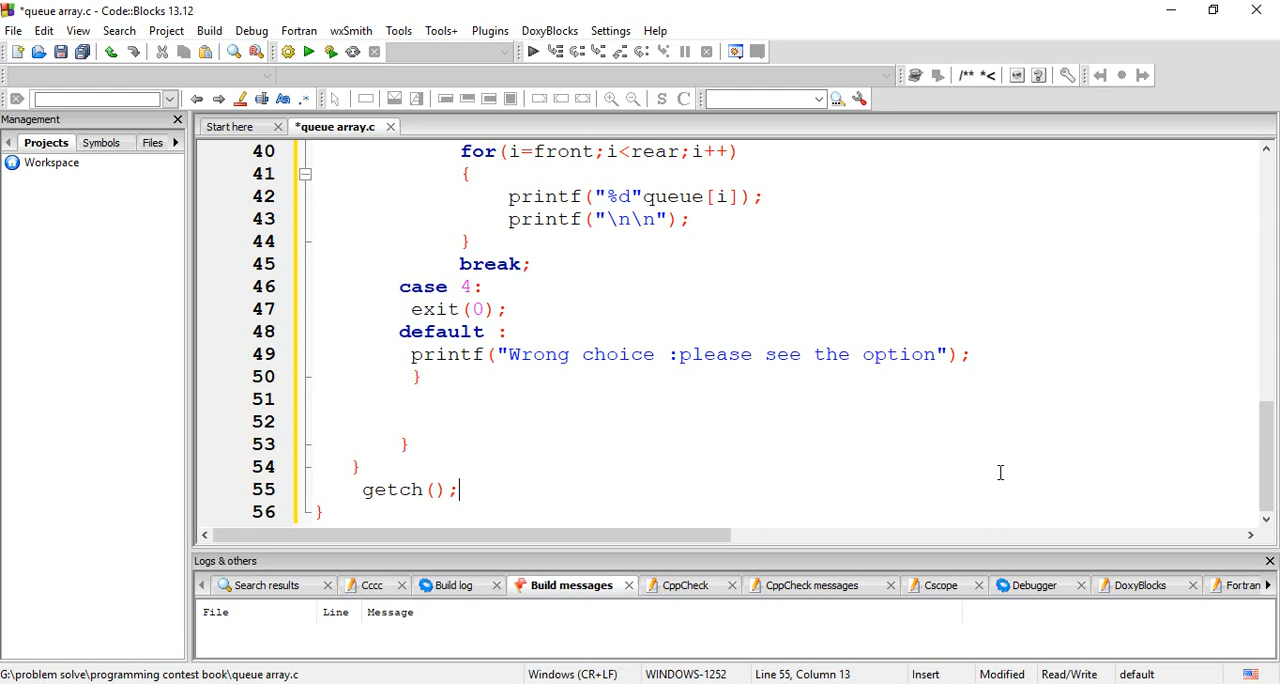 *queue array.c - Code::Blocks 13.12
File Edit View Search Project Build Debug Fortran wxSmith Tools Tools+ Plugins DoxyBlocks Settings Help
/** *<
S C
Management
Start here *queue array.c
Projects Symbols Files
Workspace
40 for(i=front;i<rear;i++)
41 {
42 printf("%d"queue[i]);
43 printf("\n\n");
44 }
45 break;
46 case 4:
47 exit(0);
48 default :
49 printf("Wrong choice :please see the option");
50 }
51
52
53 }
54 }
55 getch();
56 }
Logs & others
Search results Cccc Build log Build messages CppCheck CppCheck messages Cscope Debugger DoxyBlocks Fortran
File Line Message
G:\problem solve\programming contest book\queue array.c Windows (CR+LF) WINDOWS-1252 Line 55, Column 13 Insert Modified Read/Write default